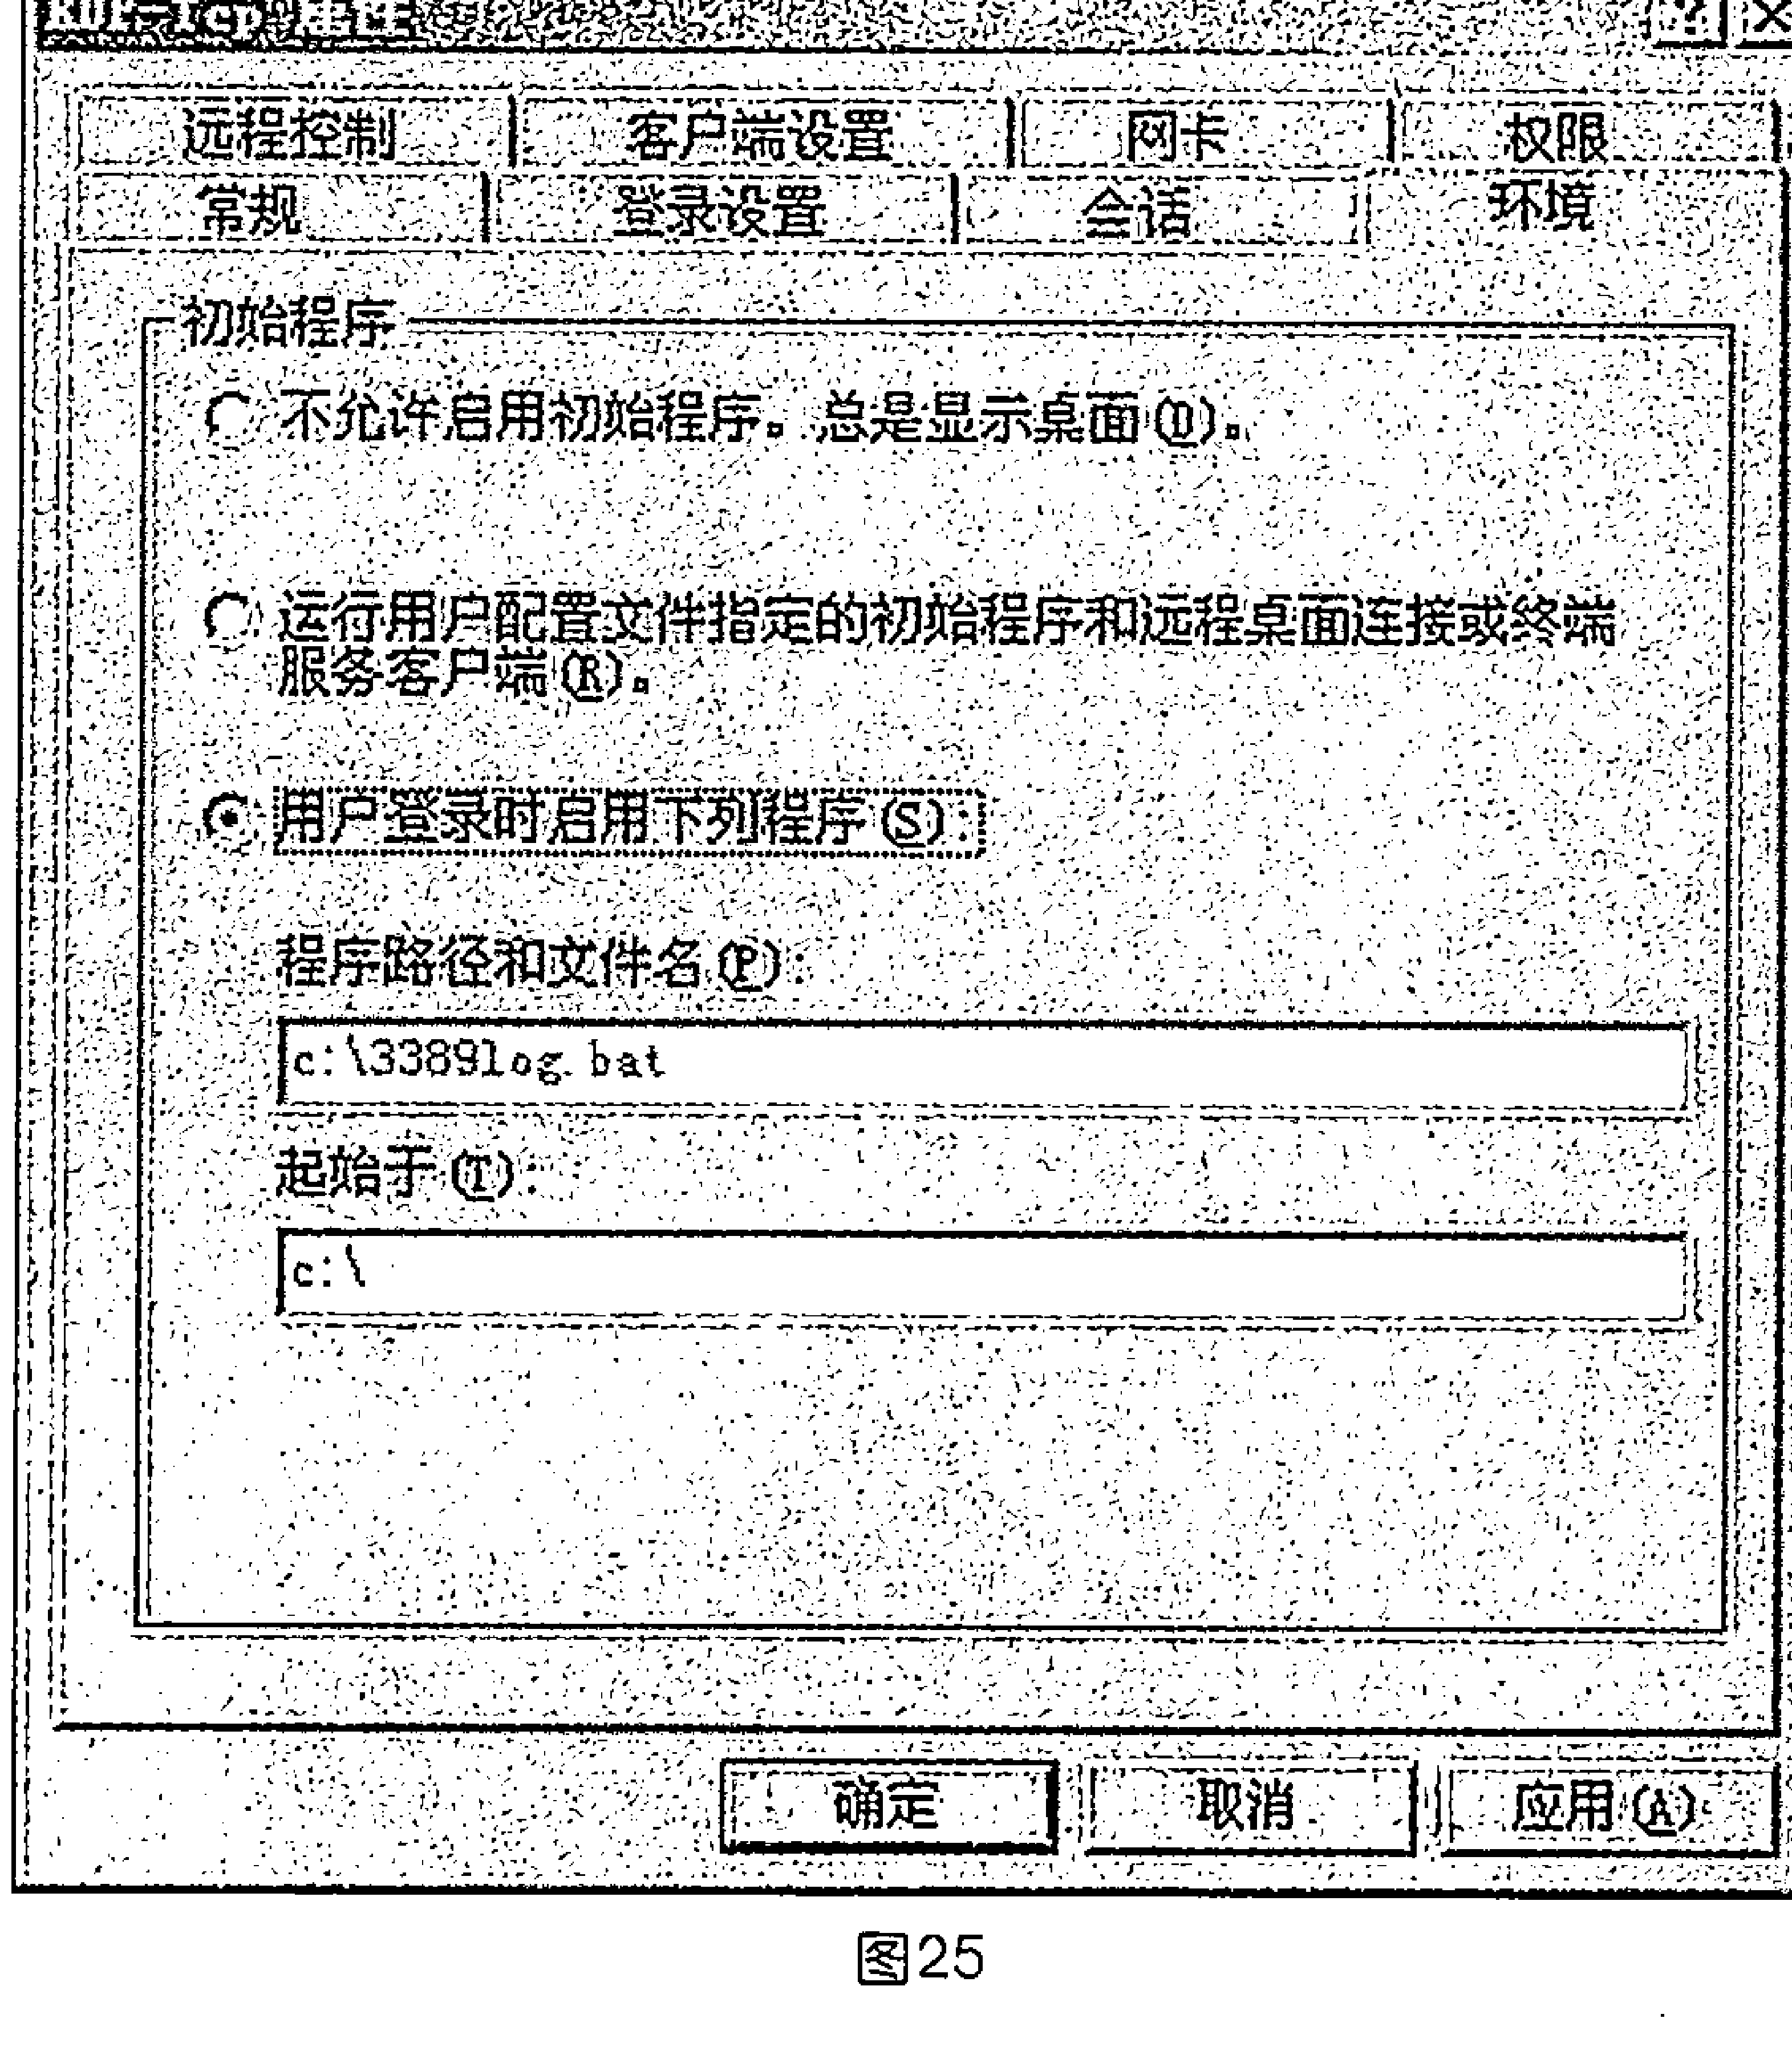 远程控制 客户端设置 网卡 权限
常规 登录设置 会话 环境
初始程序
不允许启用初始程序。总是显示桌面(D)。
运行用户配置文件指定的初始程序和远程桌面连接或终端
服务客户端(R)。
用户登录时启用下列程序(S):
程序路径和文件名(P):
c:\3389log.bat
起始于(T):
c:\
确定 取消 应用(A)
图25